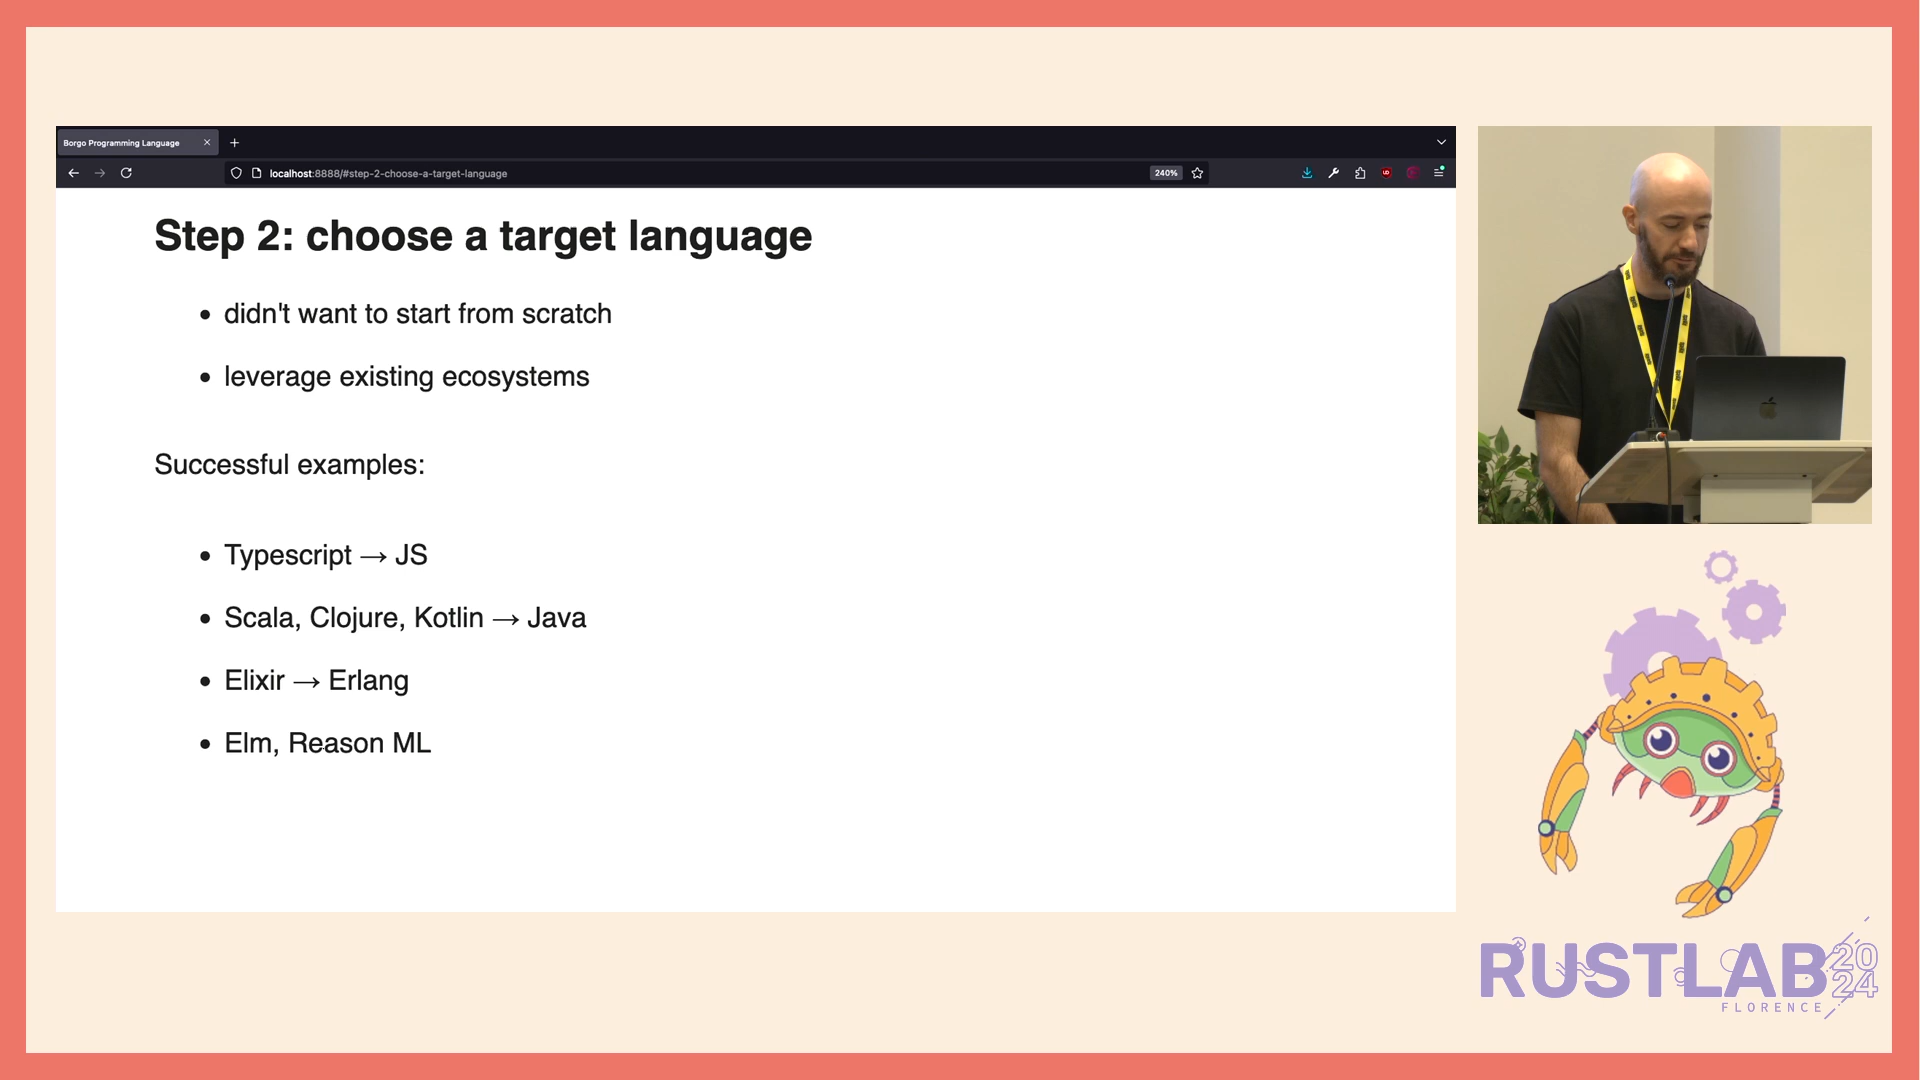 Borgo Programming Language
localhost:8888/#step-2-choose-a-target-language
240%
Step 2: choose a target language
didn't want to start from scratch
leverage existing ecosystems
Successful examples:
Typescript → JS
Scala, Clojure, Kotlin → Java
Elixir → Erlang
Elm, Reason ML
RUSTLAB
20
24
FLORENCE